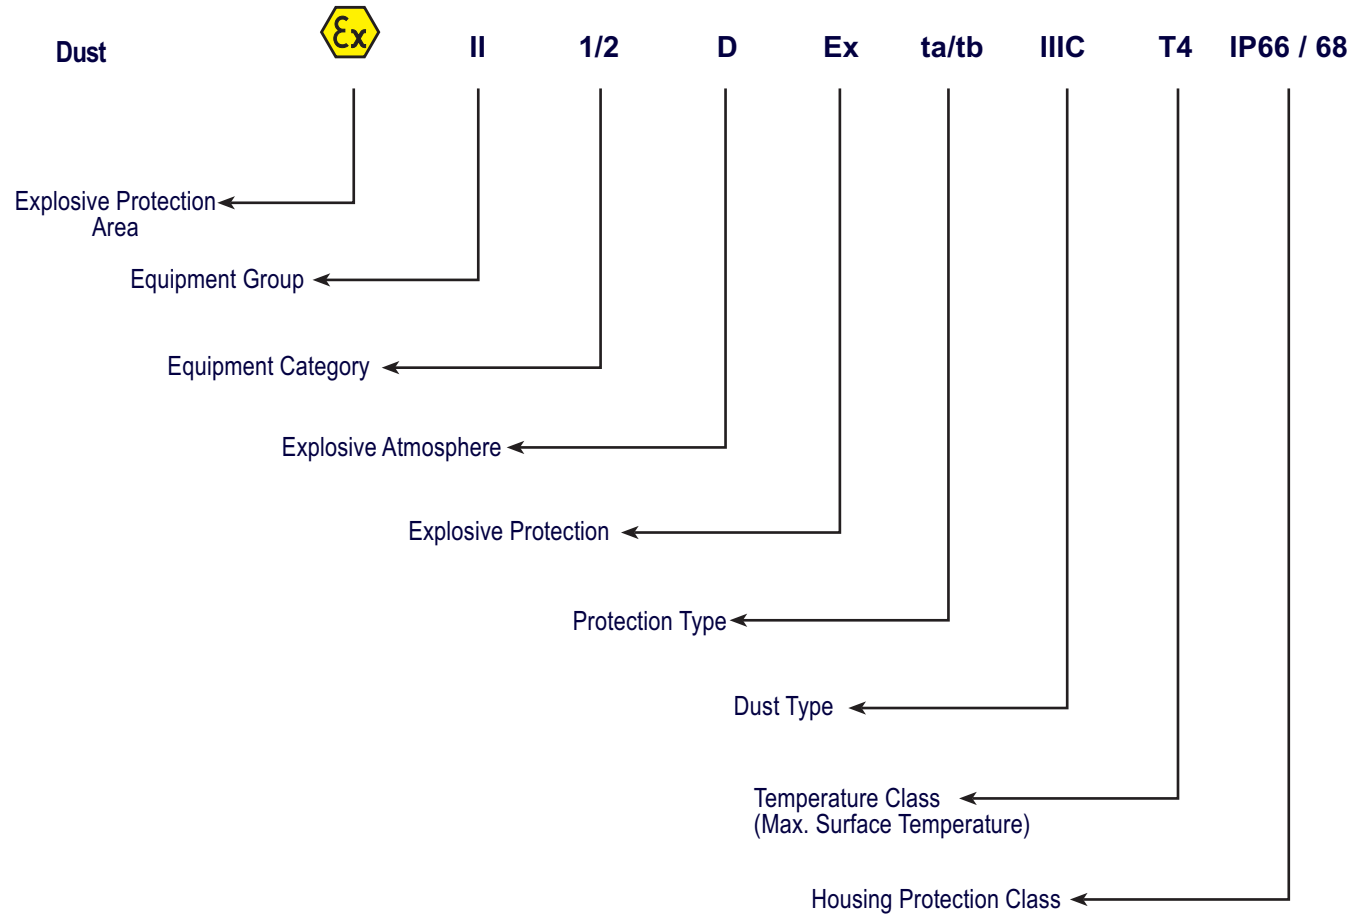 Dust Ex II 1/2 D Ex ta/tb IIIC T4 IP66 / 68
Explosive Protection
Area
Equipment Group
Equipment Category
Explosive Atmosphere
Explosive Protection
Protection Type
Dust Type
Temperature Class
(Max. Surface Temperature)
Housing Protection Class